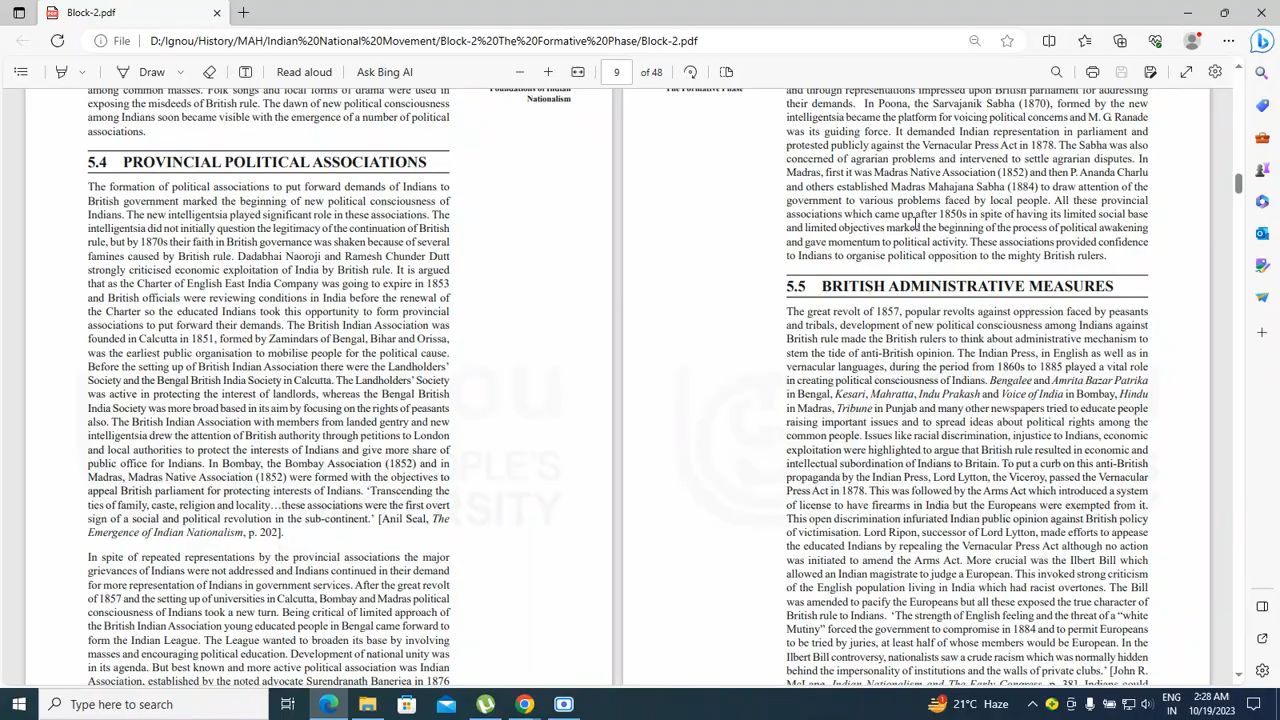 Block-2.pdf
File
D:/Ignou/History/MAH/Indian%20National%20Movement/Block-2%20The%20Formative%20Phase/Block-2.pdf
Draw
Read aloud
Ask Bing AI
9
of 48
among common masses. Folk songs and local forms of drama were used in
exposing the misdeeds of British rule. The dawn of new political consciousness
among Indians soon became visible with the emergence of a number of political
associations.
Foundations of Indian
Nationalism
5.4 PROVINCIAL POLITICAL ASSOCIATIONS
The formation of political associations to put forward demands of Indians to
British government marked the beginning of new political consciousness of
Indians. The new intelligentsia played significant role in these associations. The
intelligentsia did not initially question the legitimacy of the continuation of British
rule, but by 1870s their faith in British governance was shaken because of several
famines caused by British rule. Dadabhai Naoroji and Ramesh Chunder Dutt
strongly criticised economic exploitation of India by British rule. It is argued
that as the Charter of English East India Company was going to expire in 1853
and British officials were reviewing conditions in India before the renewal of
the Charter so the educated Indians took this opportunity to form provincial
associations to put forward their demands. The British Indian Association was
founded in Calcutta in 1851, formed by Zamindars of Bengal, Bihar and Orissa,
was the earliest public organisation to mobilise people for the political cause.
Before the setting up of British Indian Association there were the Landholders'
Society and the Bengal British India Society in Calcutta. The Landholders' Society
was active in protecting the interest of landlords, whereas the Bengal British
India Society was more broad based in its aim by focusing on the rights of peasants
also. The British Indian Association with members from landed gentry and new
intelligentsia drew the attention of British authority through petitions to London
and local authorities to protect the interests of Indians and give more share of
public office for Indians. In Bombay, the Bombay Association (1852) and in
Madras, Madras Native Association (1852) were formed with the objectives to
appeal British parliament for protecting interests of Indians. 'Transcending the
ties of family, caste, religion and locality…these associations were the first overt
sign of a social and political revolution in the sub-continent.' [Anil Seal, The
Emergence of Indian Nationalism, p. 202].
In spite of repeated representations by the provincial associations the major
grievances of Indians were not addressed and Indians continued in their demand
for more representation of Indians in government services. After the great revolt
of 1857 and the setting up of universities in Calcutta, Bombay and Madras political
consciousness of Indians took a new turn. Being critical of limited approach of
the British Indian Association young educated people in Bengal came forward to
form the Indian League. The League wanted to broaden its base by involving
masses and encouraging political education. Development of national unity was
in its agenda. But best known and more active political association was Indian
Association, established by the noted advocate Surendranath Banerjea in 1876
The Formative Phase
and through representations impressed upon British parliament for addressing
their demands. In Poona, the Sarvajanik Sabha (1870), formed by the new
intelligentsia became the platform for voicing political concerns and M. G. Ranade
was its guiding force. It demanded Indian representation in parliament and
protested publicly against the Vernacular Press Act in 1878. The Sabha was also
concerned of agrarian problems and intervened to settle agrarian disputes. In
Madras, first it was Madras Native Association (1852) and then P. Ananda Charlu
and others established Madras Mahajana Sabha (1884) to draw attention of the
government to various problems faced by local people. All these provincial
associations which came up after 1850s in spite of having its limited social base
and limited objectives marked the beginning of the process of political awakening
and gave momentum to political activity. These associations provided confidence
to Indians to organise political opposition to the mighty British rulers.
5.5 BRITISH ADMINISTRATIVE MEASURES
The great revolt of 1857, popular revolts against oppression faced by peasants
and tribals, development of new political consciousness among Indians against
British rule made the British rulers to think about administrative mechanism to
stem the tide of anti-British opinion. The Indian Press, in English as well as in
vernacular languages, during the period from 1860s to 1885 played a vital role
in creating political consciousness of Indians. Bengalee and Amrita Bazar Patrika
in Bengal, Kesari, Mahratta, Indu Prakash and Voice of India in Bombay, Hindu
in Madras, Tribune in Punjab and many other newspapers tried to educate people
raising important issues and to spread ideas about political rights among the
common people. Issues like racial discrimination, injustice to Indians, economic
exploitation were highlighted to argue that British rule resulted in economic and
intellectual subordination of Indians to Britain. To put a curb on this anti-British
propaganda by the Indian Press, Lord Lytton, the Viceroy, passed the Vernacular
Press Act in 1878. This was followed by the Arms Act which introduced a system
of license to have firearms in India but the Europeans were exempted from it.
This open discrimination infuriated Indian public opinion against British policy
of victimisation. Lord Ripon, successor of Lord Lytton, made efforts to appease
the educated Indians by repealing the Vernacular Press Act although no action
was initiated to amend the Arms Act. More crucial was the Ilbert Bill which
allowed an Indian magistrate to judge a European. This invoked strong criticism
of the English population living in India which had racist overtones. The Bill
was amended to pacify the Europeans but all these exposed the true character of
British rule to Indians. 'The strength of English feeling and the threat of a "white
Mutiny" forced the government to compromise in 1884 and to permit Europeans
to be tried by juries, at least half of whose members would be European. In the
Ilbert Bill controversy, nationalists saw a crude racism which was normally hidden
behind the impersonality of institutions and the walls of private clubs.' [John R.
McLane, Indian Nationalism and The Early Congress, p. 38]. Indians could
Type here to search
21°C Haze
ENG
IN
2:28 AM
10/19/2023